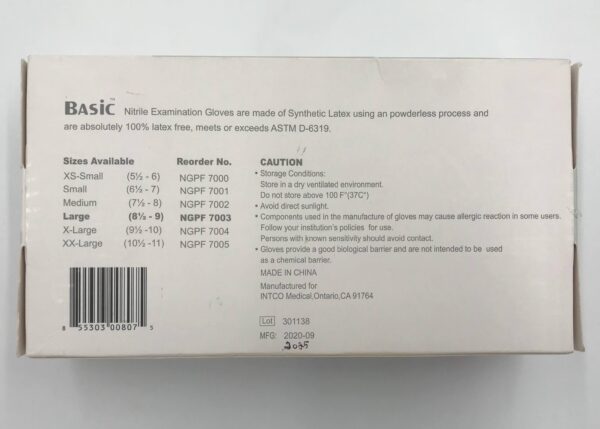 BASiC™ Nitrile Examination Gloves are made of Synthetic Latex using an powderless process and
are absolutely 100% latex free, meets or exceeds ASTM D-6319.
Sizes Available Reorder No.
XS-Small (5½ - 6) NGPF 7000
Small (6½ - 7) NGPF 7001
Medium (7½ - 8) NGPF 7002
Large (8½ - 9) NGPF 7003
X-Large (9½ - 10) NGPF 7004
XX-Large (10½ -11) NGPF 7005
CAUTION
• Storage Conditions:
Store in a dry ventilated environment.
Do not store above 100 F°(37C°)
• Avoid direct sunlight.
• Components used in the manufacture of gloves may cause allergic reaction in some users.
Follow your institution's policies for use.
Persons with known sensitivity should avoid contact.
• Gloves provide a good biological barrier and are not intended to be used
as a chemical barrier.
MADE IN CHINA
Manufactured for
INTCO Medical,Ontario,CA 91764
8 55303 00807 5
Lot 301138
MFG: 2020-09